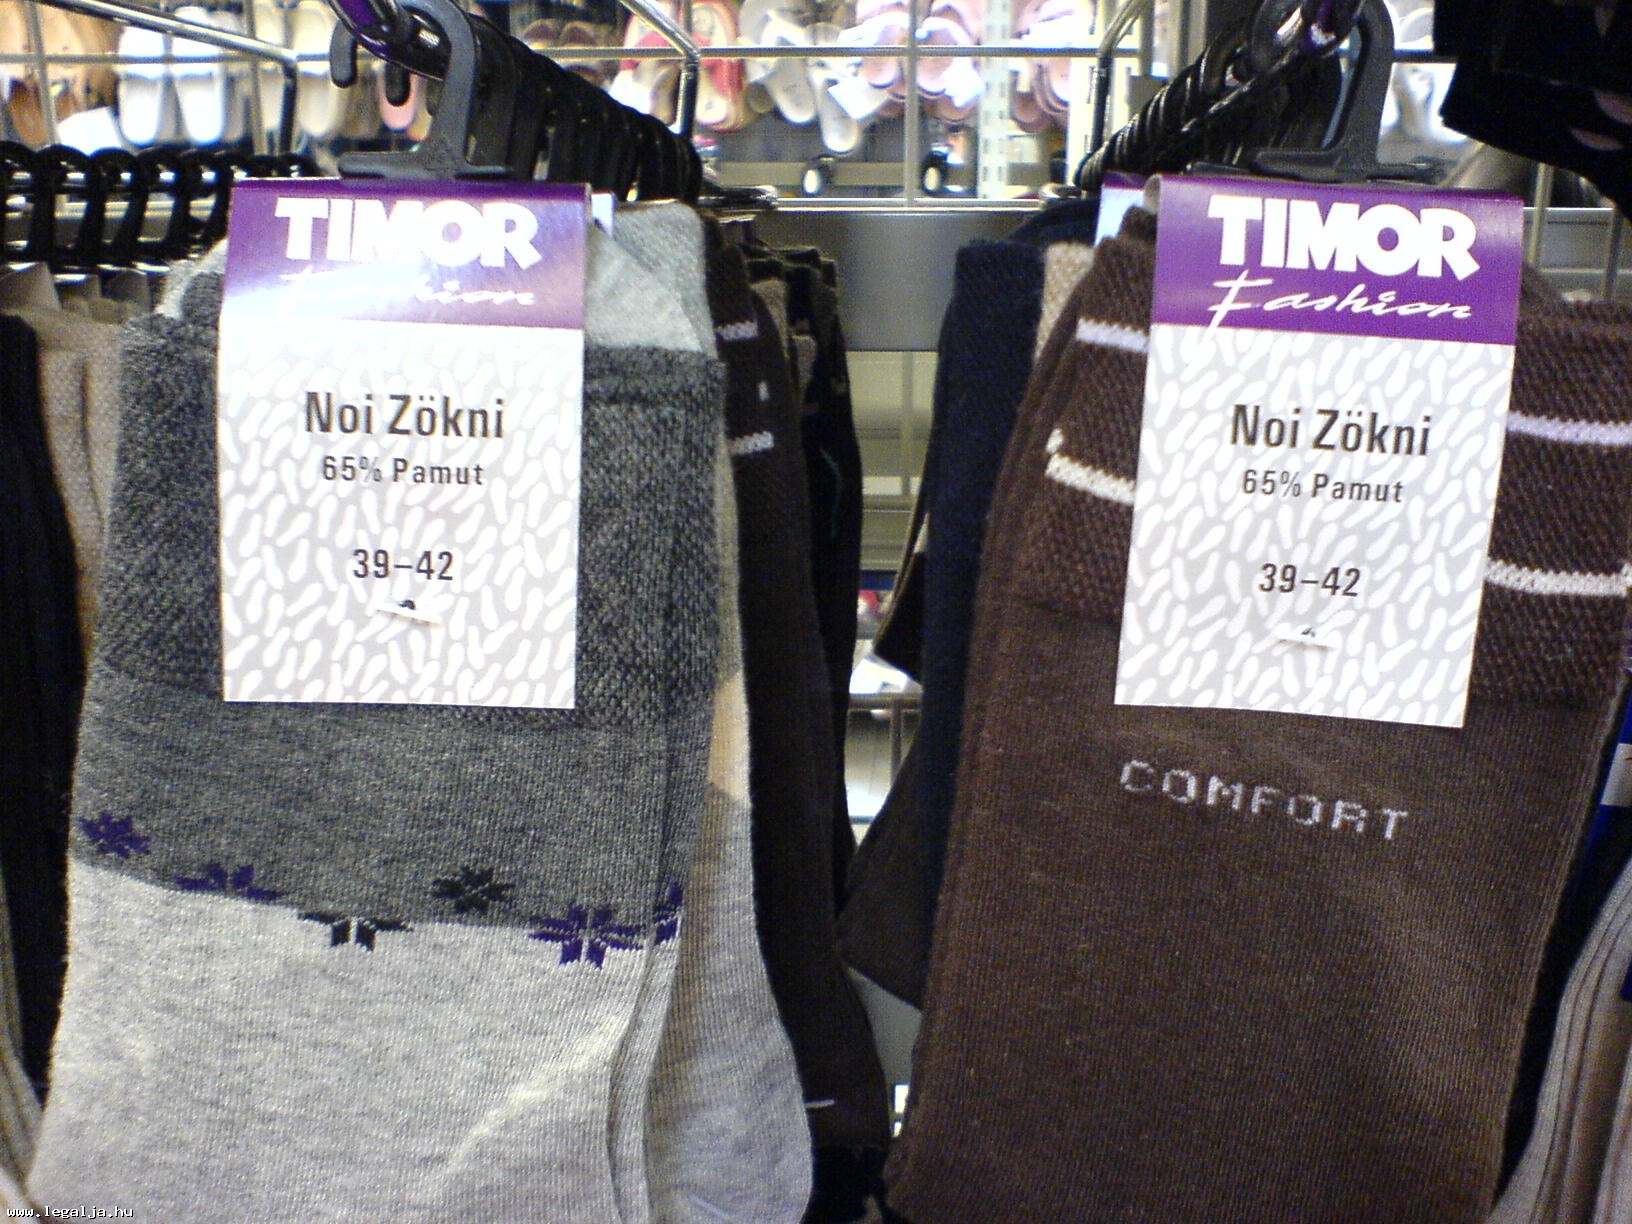 TIMOR
Fashion
Noi Zökni
65% Pamut
39–42
TIMOR
Fashion
Noi Zökni
65% Pamut
39–42
COMFORT
www.legalja.hu